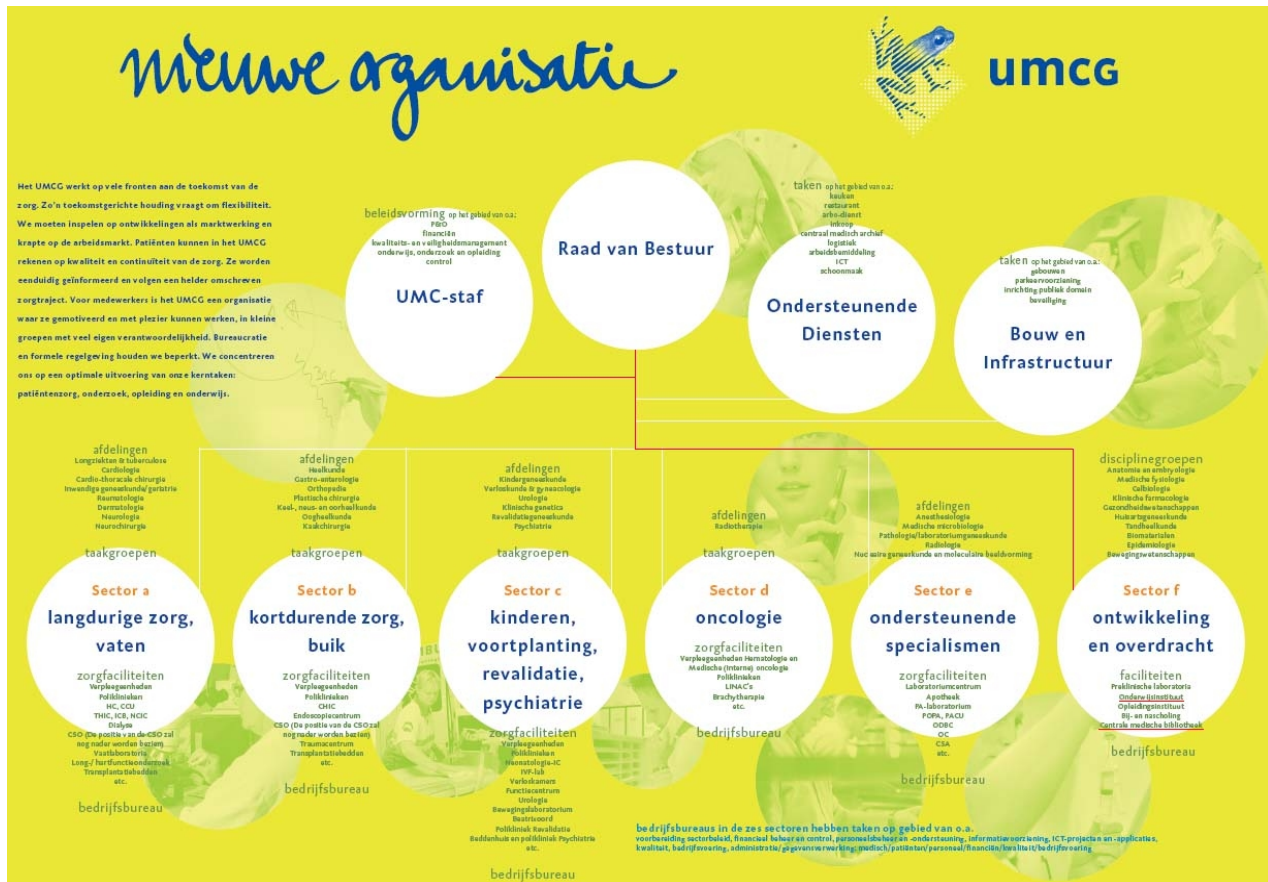 nieuwe organisatie
umcG
Het UMCG werkt op vele fronten aan de toekomst van de
zorg. Zo'n toekomstgerichte houding vraagt om flexibiliteit.
We moeten inspelen op ontwikkelingen als marktwerking en
krapte op de arbeidsmarkt. Patiënten kunnen in het UMCG
rekenen op kwaliteit en continuïteit van de zorg. Ze worden
eenduidig geïnformeerd en volgen een helder omschreven
zorgtraject. Voor medewerkers is het UMCG een organisatie
waar ze gemotiveerd en met plezier kunnen werken, in kleine
groepen met veel eigen verantwoordelijkheid. Bureaucratie
en formele regelgeving houden we beperkt. We concentreren
ons op een optimale uitvoering van onze kerntaken:
patiëntenzorg, onderzoek, opleiding en onderwijs.
beleidsvorming op het gebied van o.a.:
P&O
financiën
kwaliteits- en veiligheidsmanagement
onderwijs, onderzoek en opleiding
control
UMC-staf
Raad van Bestuur
taken op het gebied van o.a.:
keuken
restaurant
arbo-dienst
inkoop
centraal medisch archief
logistiek
arbeidsbemiddeling
ICT
schoonmaak
Ondersteunende
Diensten
taken op het gebied van o.a.:
gebouwen
parkeervoorziening
inrichting publiek domein
beveiliging
Bouw en
Infrastructuur
afdelingen
Longziekten & tuberculose
Cardiologie
Cardio-thoracale chirurgie
Inwendige geneeskunde/geriatrie
Reumatologie
Dermatologie
Neurologie
Neurochirurgie
taakgroepen
Sector a
langdurige zorg,
vaten
zorgfaciliteiten
Verpleegeenheden
Poliklinieken
HC, CCU
THIC, ICB, NCIC
Dialyse
CSO (De positie van de CSO zal
nog nader worden bezien)
Vaatlaboratoria
Long-/ hartfunctieonderzoek
Transplantatiebedden
etc.
bedrijfsbureau
afdelingen
Heelkunde
Gastro-enterologie
Orthopedie
Plastische chirurgie
Keel-, neus- en oorheelkunde
Oogheelkunde
Kaakchirurgie
taakgroepen
Sector b
kortdurende zorg,
buik
zorgfaciliteiten
Verpleegeenheden
Poliklinieken
CHIC
Endoscopiecentrum
CSO (De positie van de CSO zal
nog nader worden bezien)
Traumacentrum
Transplantatiebedden
etc.
bedrijfsbureau
afdelingen
Kindergeneeskunde
Verloskunde & gynaecologie
Urologie
Klinische genetica
Revalidatiegeneeskunde
Psychiatrie
taakgroepen
Sector c
kinderen,
voortplanting,
revalidatie,
psychiatrie
zorgfaciliteiten
Verpleegeenheden
Poliklinieken
Neonatologie-IC
IVF-lab
Verloskamers
Functiecentrum
Urologie
Bewegingslaboratorium
Beatrixoord
Polikliniek Revalidatie
Beddenhuis en polikliniek Psychiatrie
etc.
bedrijfsbureau
afdelingen
Radiotherapie
taakgroepen
Sector d
oncologie
zorgfaciliteiten
Verpleegeenheden Hematologie en
Medische (Interne) oncologie
Poliklinieken
LINAC's
Brachytherapie
etc.
bedrijfsbureau
afdelingen
Anesthesiologie
Medische microbiologie
Pathologie/laboratoriumgeneeskunde
Radiologie
Nucleaire geneeskunde en moleculaire beeldvorming
Sector e
ondersteunende
specialismen
zorgfaciliteiten
Laboratoriumcentrum
Apotheek
PA-laboratorium
POPA, PACU
ODBC
OC
CSA
etc.
bedrijfsbureau
disciplinegroepen
Anatomie en embryologie
Medische fysiologie
Celbiologie
Klinische farmacologie
Gezondheidswetenschappen
Huisartsgeneeskunde
Tandheelkunde
Biomaterialen
Epidemiologie
Bewegingswetenschappen
Sector f
ontwikkeling
en overdracht
faciliteiten
Preklinische laboratoria
Onderwijsinstituut
Opleidingsinstituut
Bij- en nascholing
Centrale medische bibliotheek
bedrijfsbureau
bedrijfsbureaus in de zes sectoren hebben taken op gebied van o.a.
voorbereiding sectorbeleid, financieel beheer en control, personeelsbeheer en -ondersteuning, informatievoorziening, ICT-projecten en -applicaties,
kwaliteit, bedrijfsvoering, administratie/gegevensverwerking; medisch/patiënten/personeel/financiën/kwaliteit/bedrijfsvoering